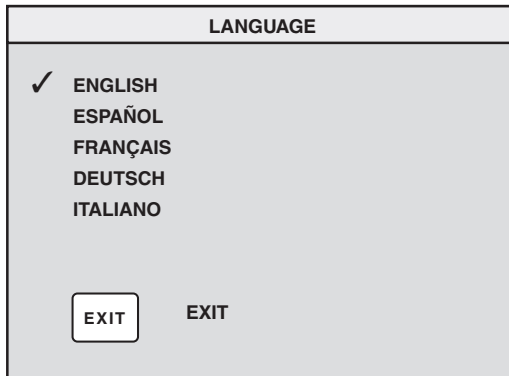 LANGUAGE
✓ ENGLISH
ESPAÑOL
FRANÇAIS
DEUTSCH
ITALIANO
EXIT EXIT